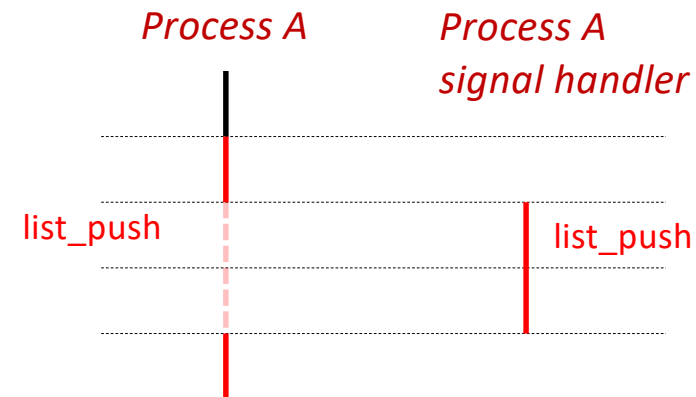 Process A
Process A
signal handler
list_push
list_push